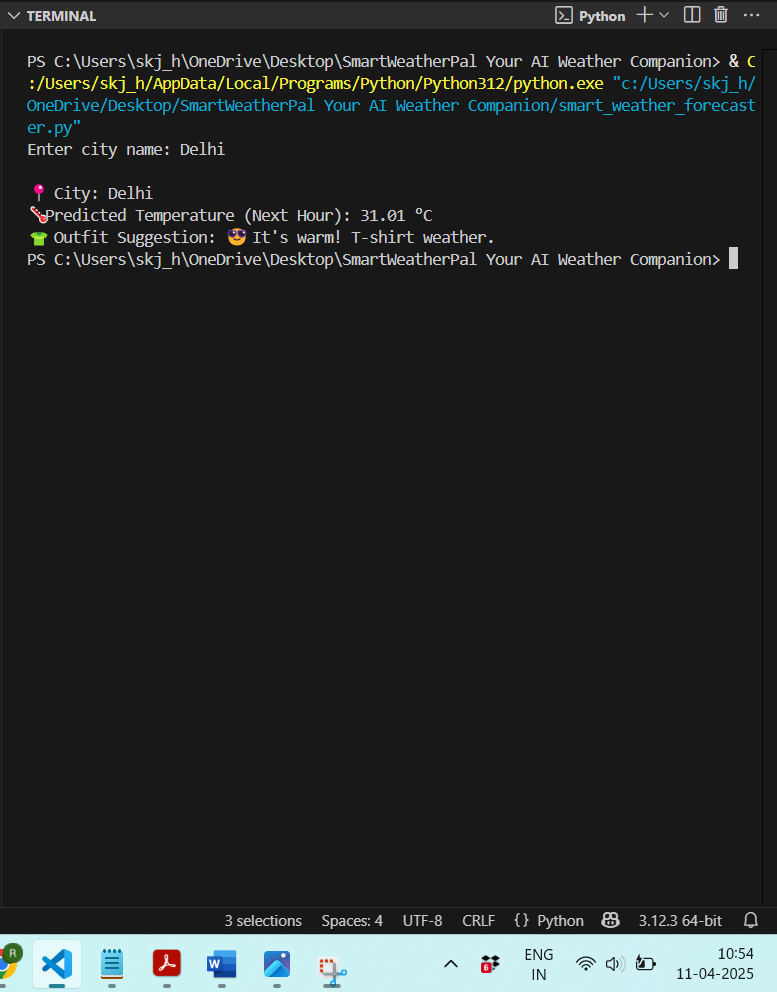 TERMINAL
Python
PS C:\Users\skj_h\OneDrive\Desktop\SmartWeatherPal Your AI Weather Companion> & C
:/Users/skj_h/AppData/Local/Programs/Python/Python312/python.exe "c:/Users/skj_h/
OneDrive/Desktop/SmartWeatherPal Your AI Weather Companion/smart_weather_forecast
er.py"
Enter city name: Delhi
📍 City: Delhi
🌡️Predicted Temperature (Next Hour): 31.01 °C
👕 Outfit Suggestion: 😎 It's warm! T-shirt weather.
PS C:\Users\skj_h\OneDrive\Desktop\SmartWeatherPal Your AI Weather Companion>
3 selections Spaces: 4 UTF-8 CRLF {} Python 3.12.3 64-bit
R
W
6
ENG
IN
10:54
11-04-2025